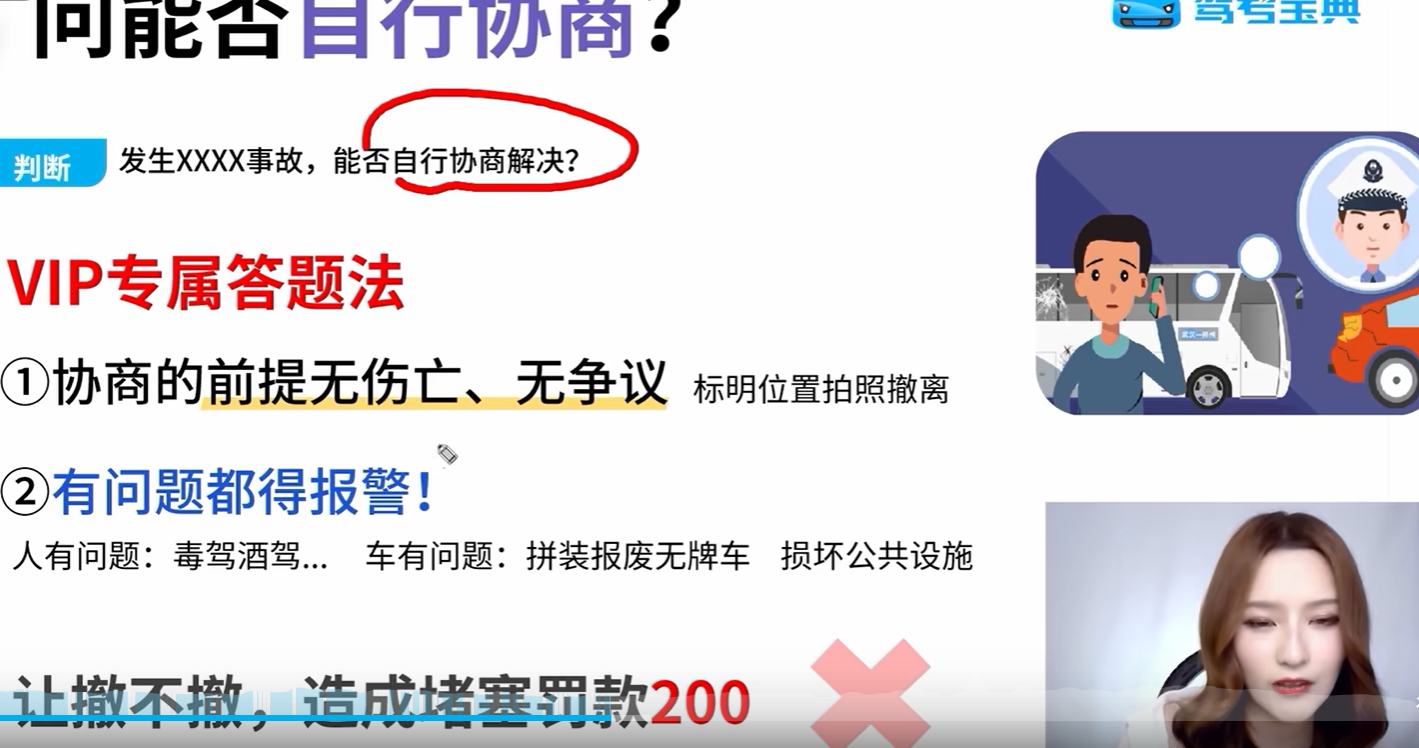 问能否自行协商？
驾考宝典
判断 发生XXXX事故，能否自行协商解决？
VIP专属答题法
①协商的前提无伤亡、无争议 标明位置拍照撤离
②有问题都得报警！
人有问题：毒驾酒驾... 车有问题：拼装报废无牌车 损坏公共设施
让撤不撤，造成堵塞罚款200